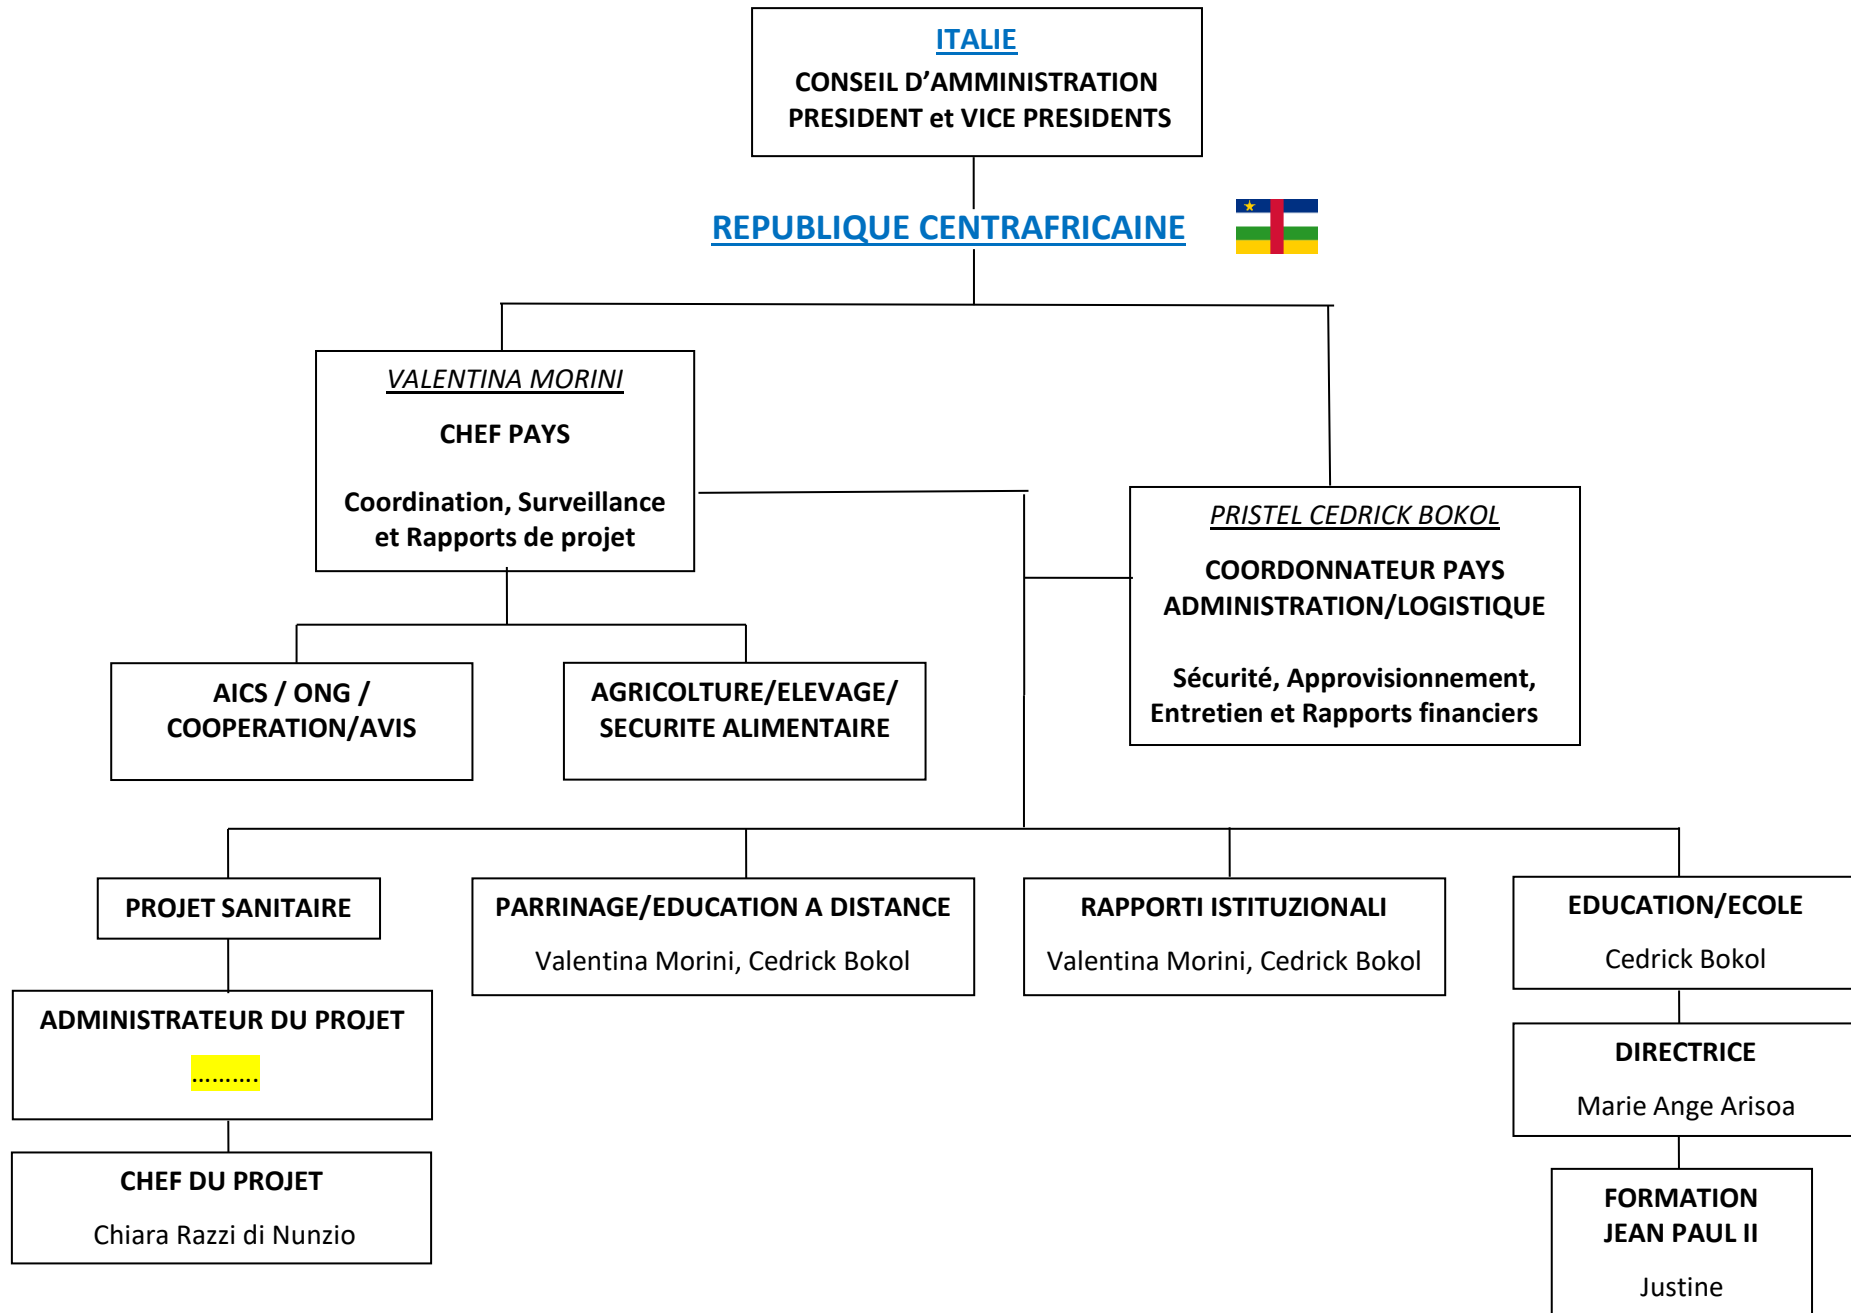 ITALIE
CONSEIL D’AMMINISTRATION
PRESIDENT et VICE PRESIDENTS
REPUBLIQUE CENTRAFRICAINE
VALENTINA MORINI
CHEF PAYS
Coordination, Surveillance
et Rapports de projet
PRISTEL CEDRICK BOKOL
COORDONNATEUR PAYS
ADMINISTRATION/LOGISTIQUE
Sécurité, Approvisionnement,
Entretien et Rapports financiers
AICS / ONG /
COOPERATION/AVIS
AGRICOLTURE/ELEVAGE/
SECURITE ALIMENTAIRE
PROJET SANITAIRE
PARRINAGE/EDUCATION A DISTANCE
Valentina Morini, Cedrick Bokol
RAPPORTI ISTITUZIONALI
Valentina Morini, Cedrick Bokol
EDUCATION/ECOLE
Cedrick Bokol
ADMINISTRATEUR DU PROJET
……….
DIRECTRICE
Marie Ange Arisoa
CHEF DU PROJET
Chiara Razzi di Nunzio
FORMATION
JEAN PAUL II
Justine